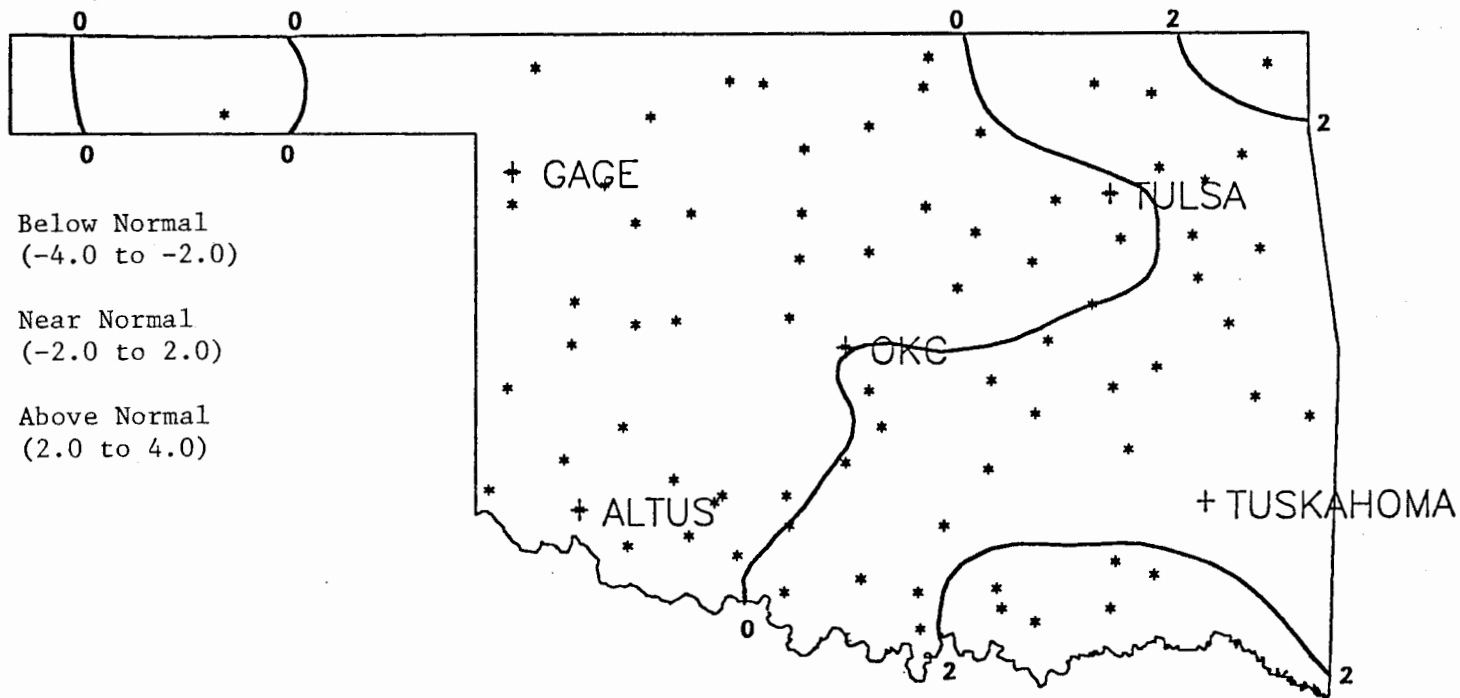 0 0 0 2
2
0 0
GAGE
TULSA
Below Normal
(-4.0 to -2.0)
Near Normal
(-2.0 to 2.0)
OKC
Above Normal
(2.0 to 4.0)
ALTUS
TUSKAHOMA
0
2
2